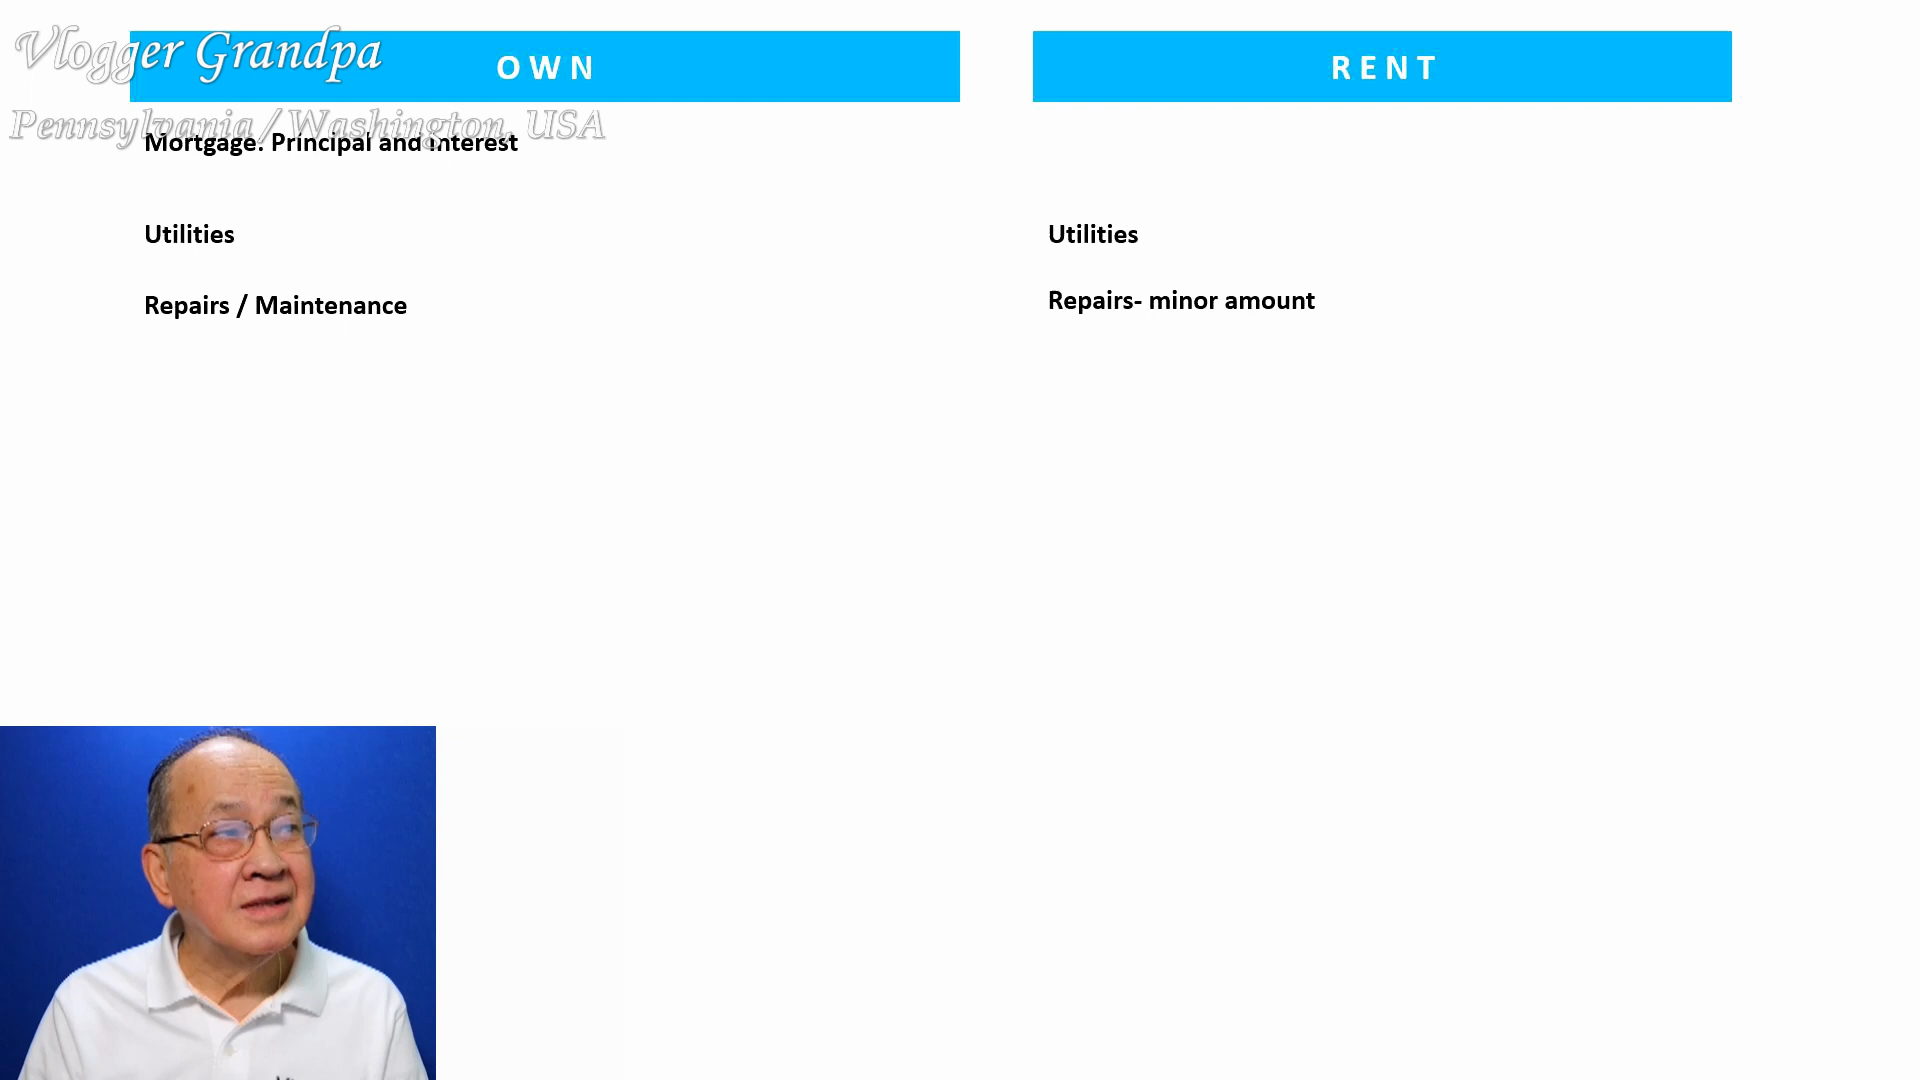 Vlogger Grandpa
OWN
RENT
Pennsylvania / Washington, USA
Mortgage: Principal and Interest
Utilities
Utilities
Repairs / Maintenance
Repairs- minor amount